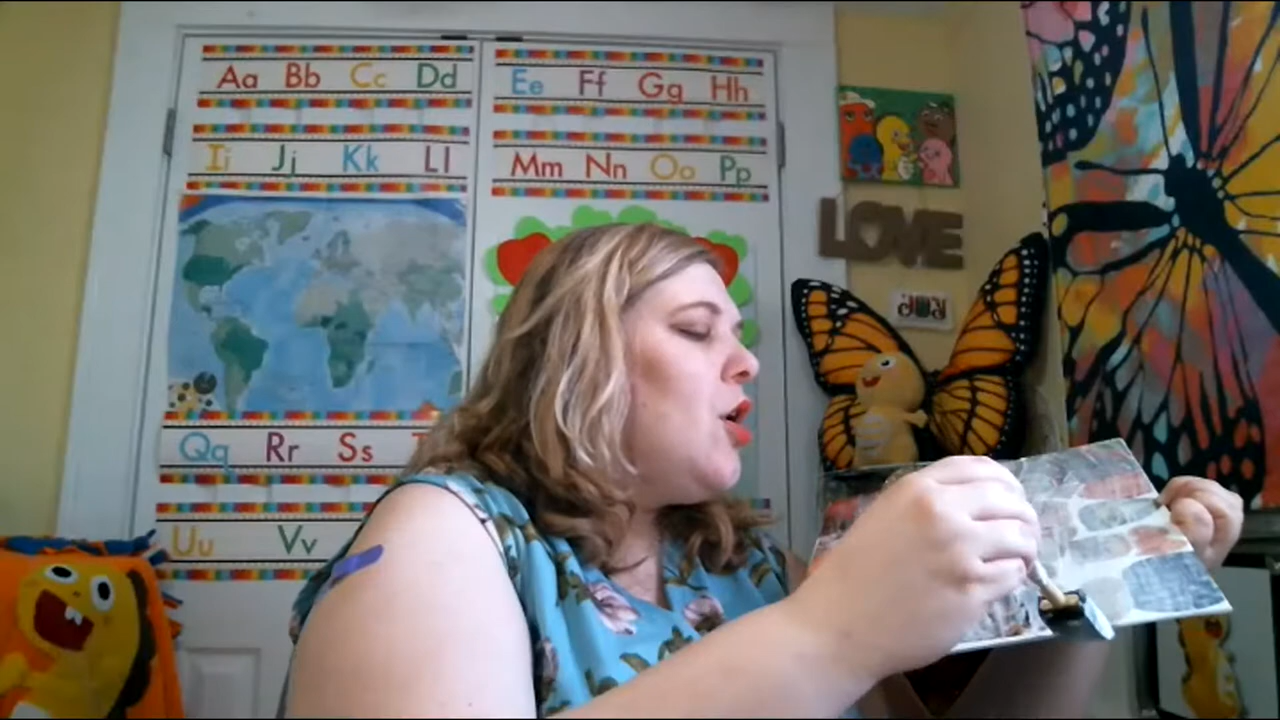 Aa Bb Cc Dd
Ee Ff Gg Hh
Ii Jj Kk Ll
Mm Nn Oo Pp
LOVE
JOY
Qq Rr Ss T
Uu Vv